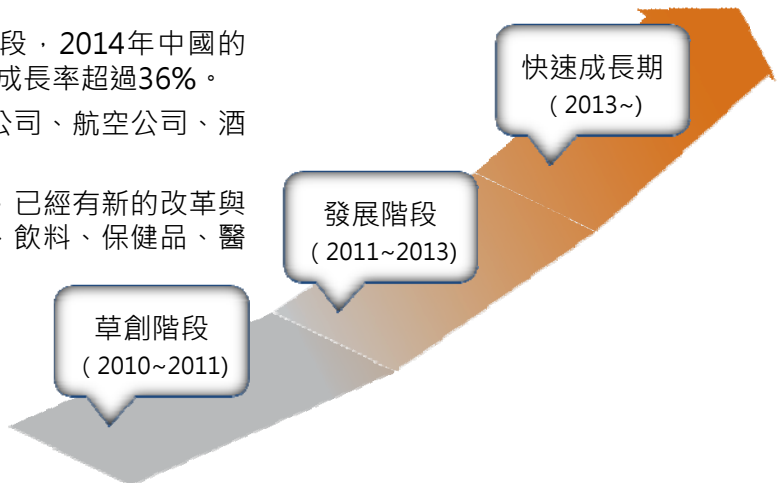 段，2014年中國的
成長率超過36%。
公司、航空公司、酒
已經有新的改革與
、飲料、保健品、醫
快速成長期
( 2013~)
發展階段
( 2011~2013)
草創階段
( 2010~2011)